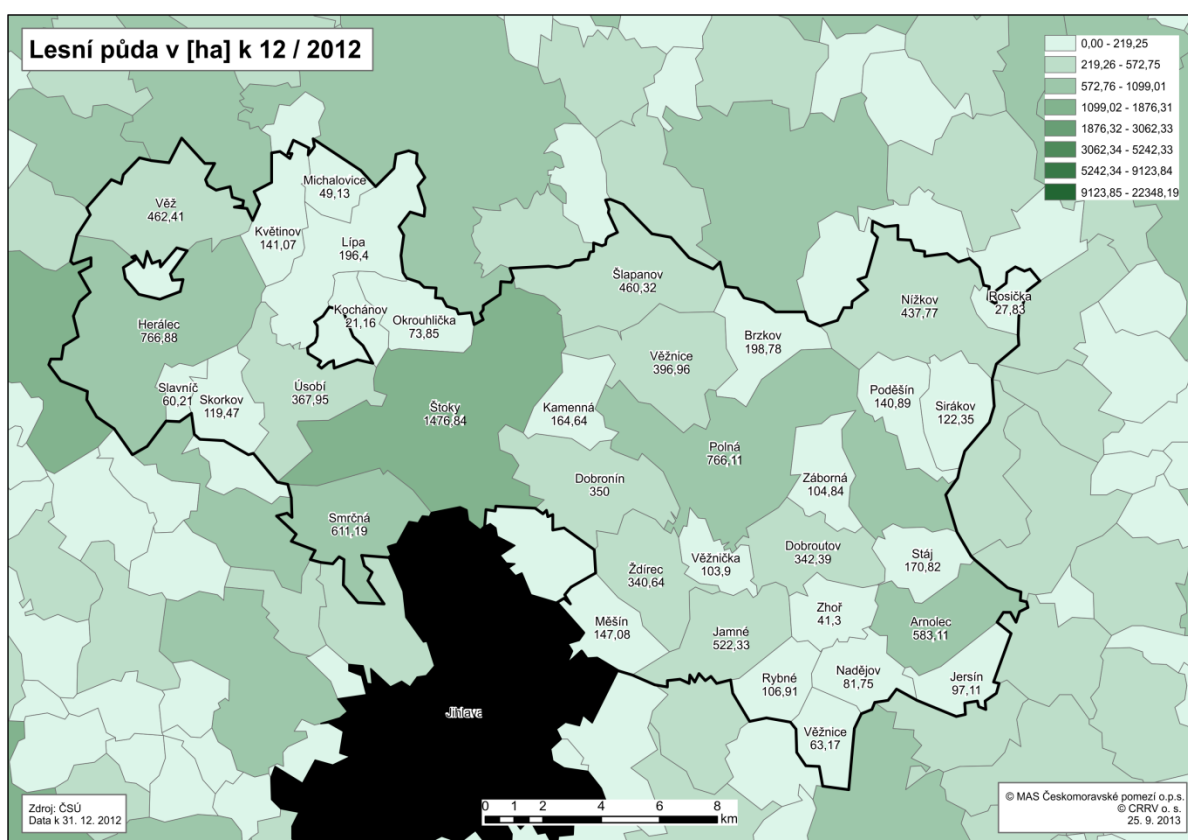 Lesní půda v [ha] k 12 / 2012
0,00 - 219,25
219,26 - 572,75
572,76 - 1099,01
1099,02 - 1876,31
1876,32 - 3062,33
3062,34 - 5242,33
5242,34 - 9123,84
9123,85 - 22348,19
Věž
462,41
Michalovice
49,13
Květinov
141,07
Lípa
196,4
Herálec
766,88
Kochánov
21,16
Okrouhlička
73,85
Šlapanov
460,32
Nížkov
437,77
Rosička
27,83
Brzkov
198,78
Věžnice
396,96
Slavníč
60,21
Skorkov
119,47
Úsobí
367,95
Štoky
1476,84
Kamenná
164,64
Poděšín
140,89
Sirákov
122,35
Polná
766,11
Dobronín
350
Záborná
104,84
Smrčná
611,19
Ždírec
340,64
Věžnička
103,9
Dobroutov
342,39
Stáj
170,82
Zhoř
41,3
Arnolec
583,11
Měšín
147,08
Jamné
522,33
Rybné
106,91
Nadějov
81,75
Jersín
97,11
Jihlava
Věžnice
63,17
Zdroj: ČSÚ
Data k 31. 12. 2012
0 1 2 4 6 8
km
© MAS Českomoravské pomezí o.p.s.
© CRRV o. s.
25. 9. 2013